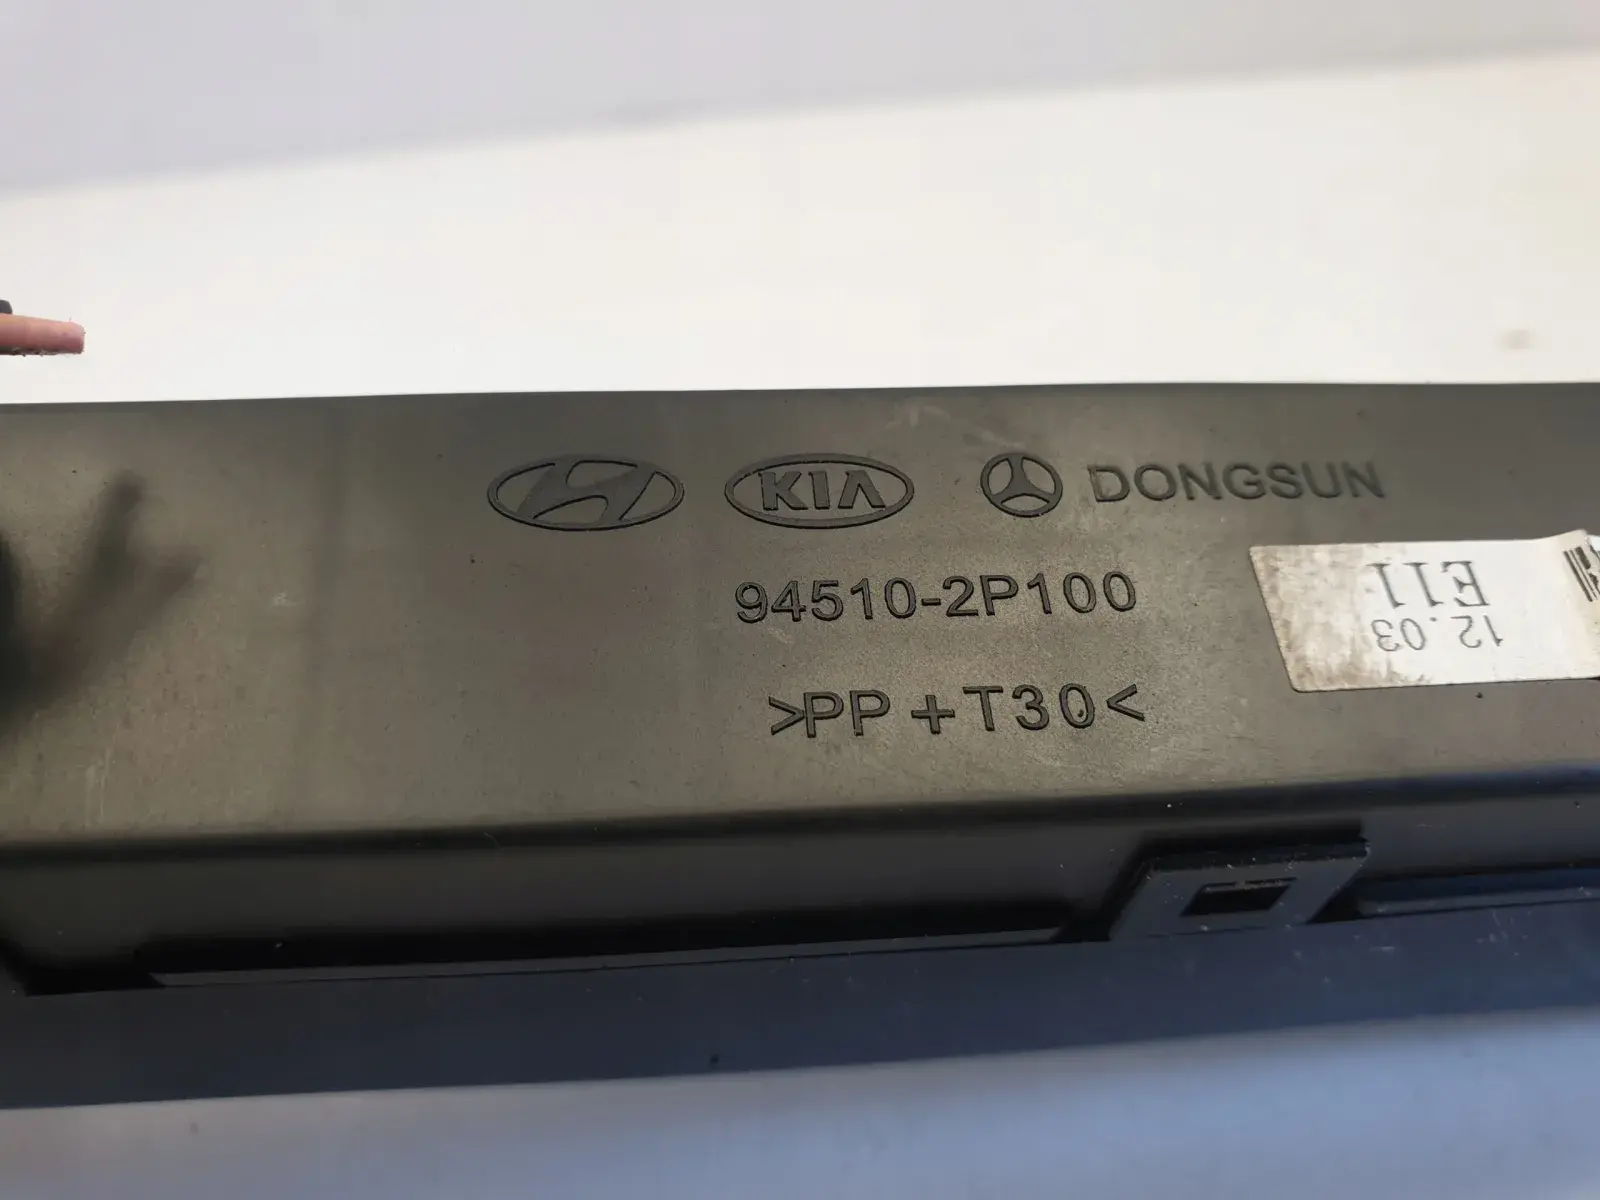 KIA DONGSUN
94510-2P100
>PP+T30<
12.03
E11